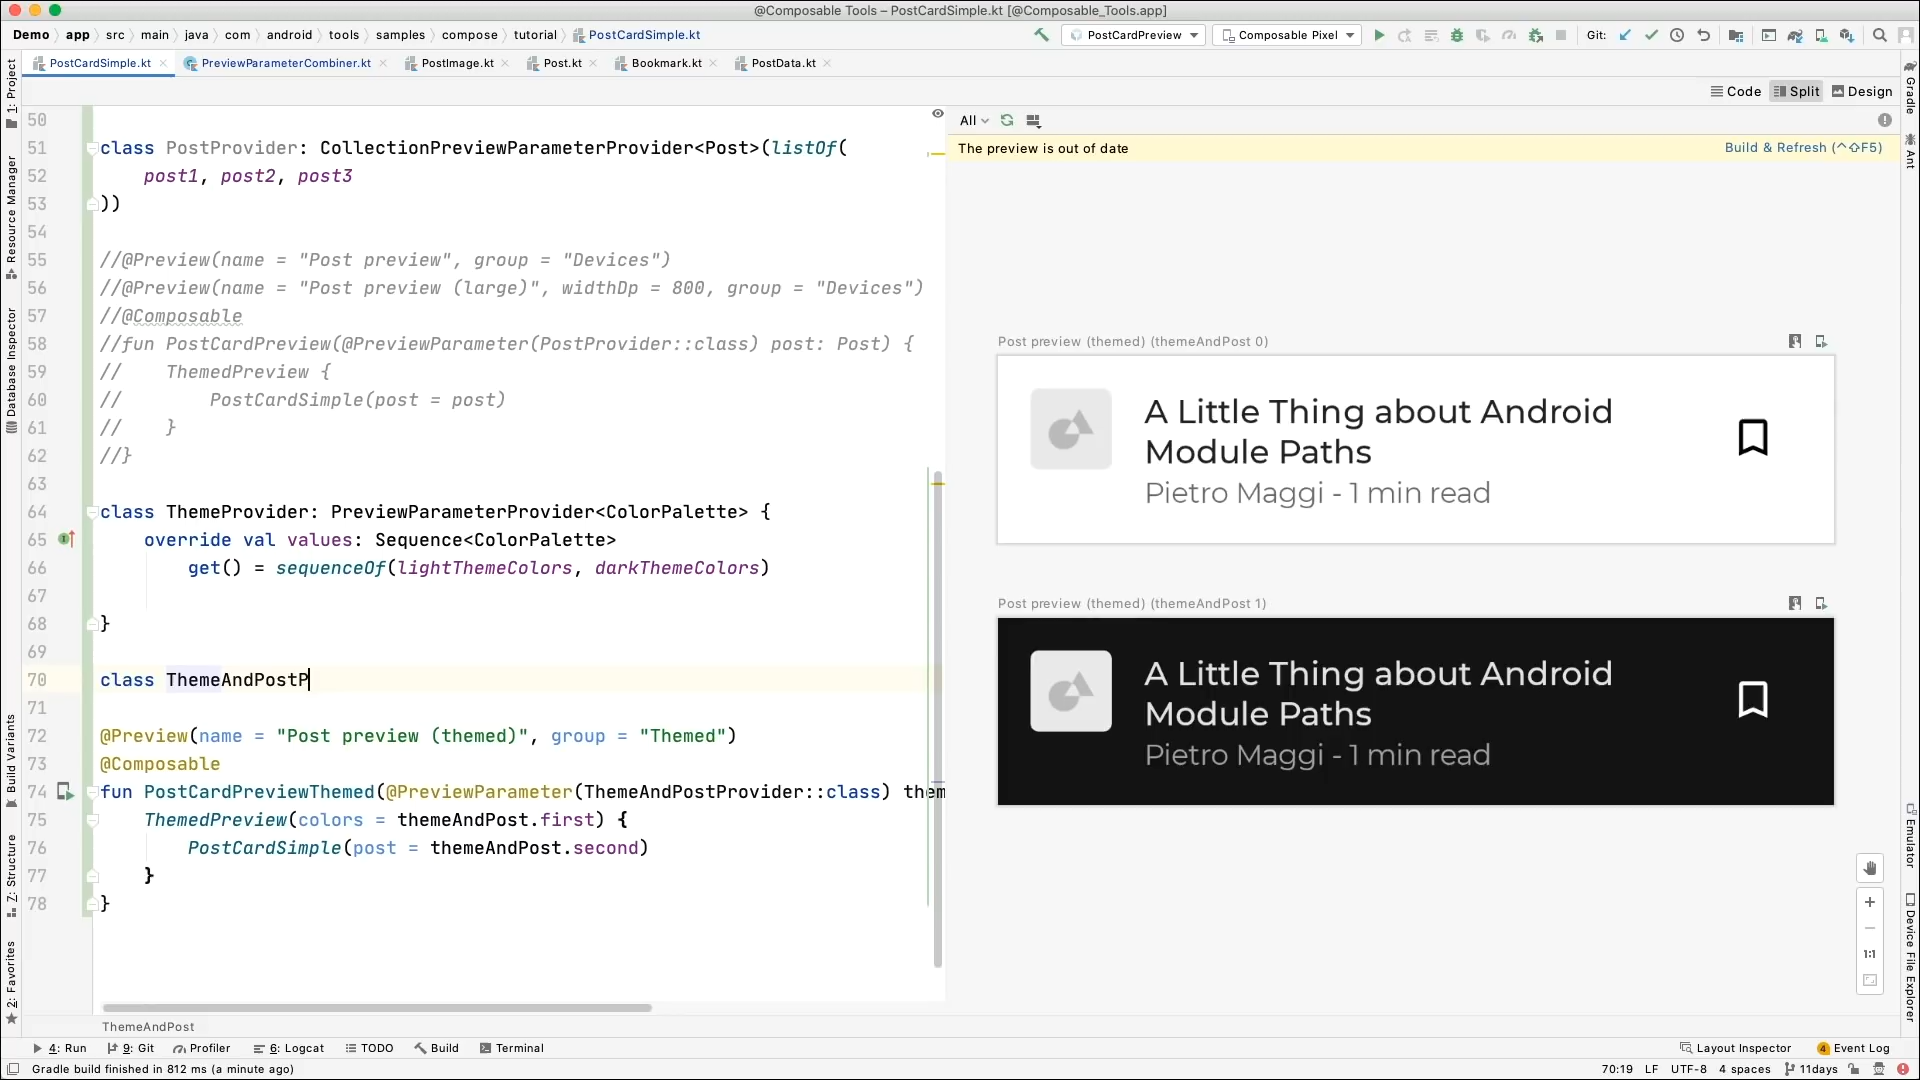 @Composable Tools – PostCardSimple.kt [@Composable_Tools.app]
Demo app src main java com android tools samples compose tutorial PostCardSimple.kt PostCardPreview Composable Pixel Git:
PostCardSimple.kt PreviewParameterCombiner.kt PostImage.kt Post.kt Bookmark.kt PostData.kt
Code Split Design
All
The preview is out of date Build & Refresh (^⇧F5)
50
51 class PostProvider: CollectionPreviewParameterProvider<Post>(listOf(
52 post1, post2, post3
53 ))
54
55 //@Preview(name = "Post preview", group = "Devices")
56 //@Preview(name = "Post preview (large)", widthDp = 800, group = "Devices")
57 //@Composable
58 //fun PostCardPreview(@PreviewParameter(PostProvider::class) post: Post) {
59 // ThemedPreview {
60 // PostCardSimple(post = post)
61 // }
62 //}
63
64 class ThemeProvider: PreviewParameterProvider<ColorPalette> {
65 override val values: Sequence<ColorPalette>
66 get() = sequenceOf(lightThemeColors, darkThemeColors)
67
68 }
69
70 class ThemeAndPostP
71
72 @Preview(name = "Post preview (themed)", group = "Themed")
73 @Composable
74 fun PostCardPreviewThemed(@PreviewParameter(ThemeAndPostProvider::class) them
75 ThemedPreview(colors = themeAndPost.first) {
76 PostCardSimple(post = themeAndPost.second)
77 }
78 }
Post preview (themed) (themeAndPost 0)
A Little Thing about Android
Module Paths
Pietro Maggi - 1 min read
Post preview (themed) (themeAndPost 1)
A Little Thing about Android
Module Paths
Pietro Maggi - 1 min read
1:1
1: Project
Resource Manager
Database Inspector
Build Variants
Z: Structure
2: Favorites
Gradle
Ant
Emulator
Device File Explorer
ThemeAndPost
4: Run 9: Git Profiler 6: Logcat TODO Build Terminal Layout Inspector 4 Event Log
Gradle build finished in 812 ms (a minute ago) 70:19 LF UTF-8 4 spaces 11days